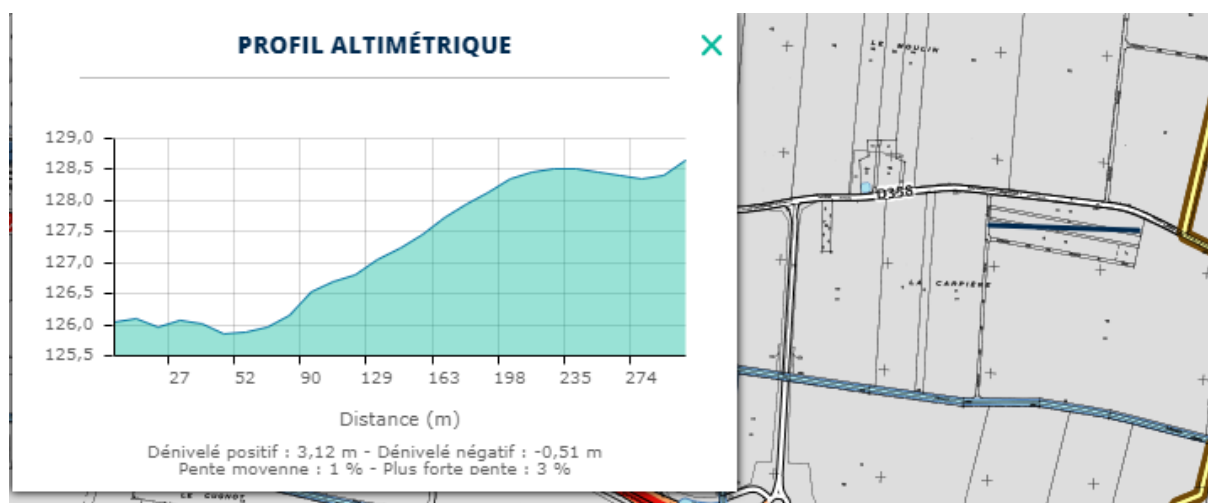 PROFIL ALTIMÉTRIQUE
129,0
128,5
128,0
127,5
127,0
126,5
126,0
125,5
27 52 90 129 163 198 235 274
Distance (m)
Dénivelé positif : 3,12 m - Dénivelé négatif : -0,51 m
Pente moyenne : 1 % - Plus forte pente : 3 %
LE MOULIN
D358
LA CARPIÈRE
LE CUGNOT